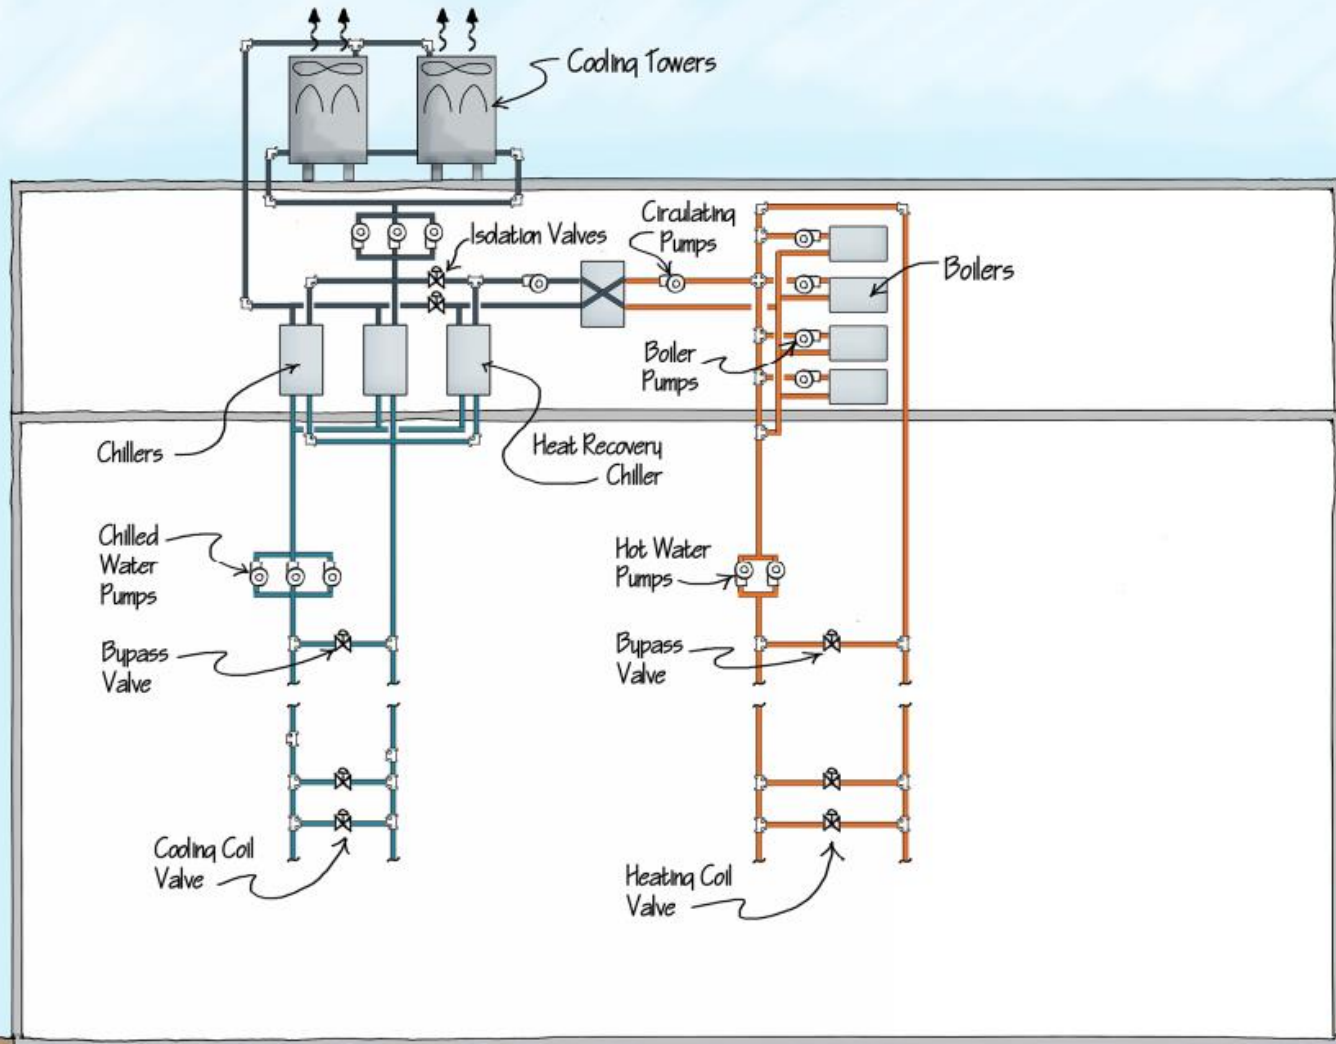 Cooling Towers
Circulating
Pumps
Isolation Valves
Boilers
Boiler
Pumps
Chillers
Heat Recovery
Chiller
Chilled
Water
Pumps
Hot Water
Pumps
Bypass
Valve
Bypass
Valve
Cooling Coil
Valve
Heating Coil
Valve